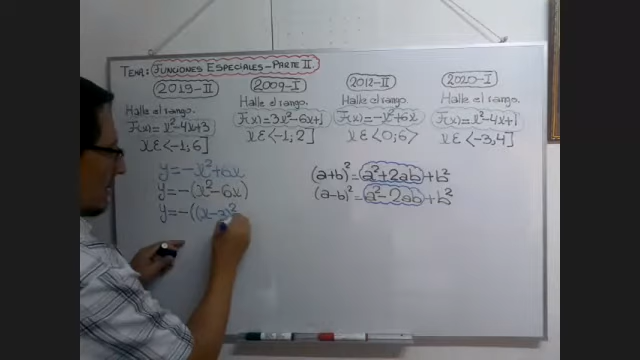 TEMA: FUNCIONES ESPECIALES-PARTE II
2019-II
Halle el rango.
F(x)=x²-4x+3
x∈<-1;6]
2009-I
Halle el rango.
F(x)=3x²-6x+1
x∈<-1;2]
2012-II
Halle el rango.
F(x)=-x²+6x
x∈<0;6>
2020-I
Halle el rango.
F(x)=x²-4x+1
x∈<-3,4]
y=-x²+6x
y=-(x²-6x)
y=-((x-3)²
(a+b)²=a²+2ab+b²
(a-b)²=a²-2ab+b²